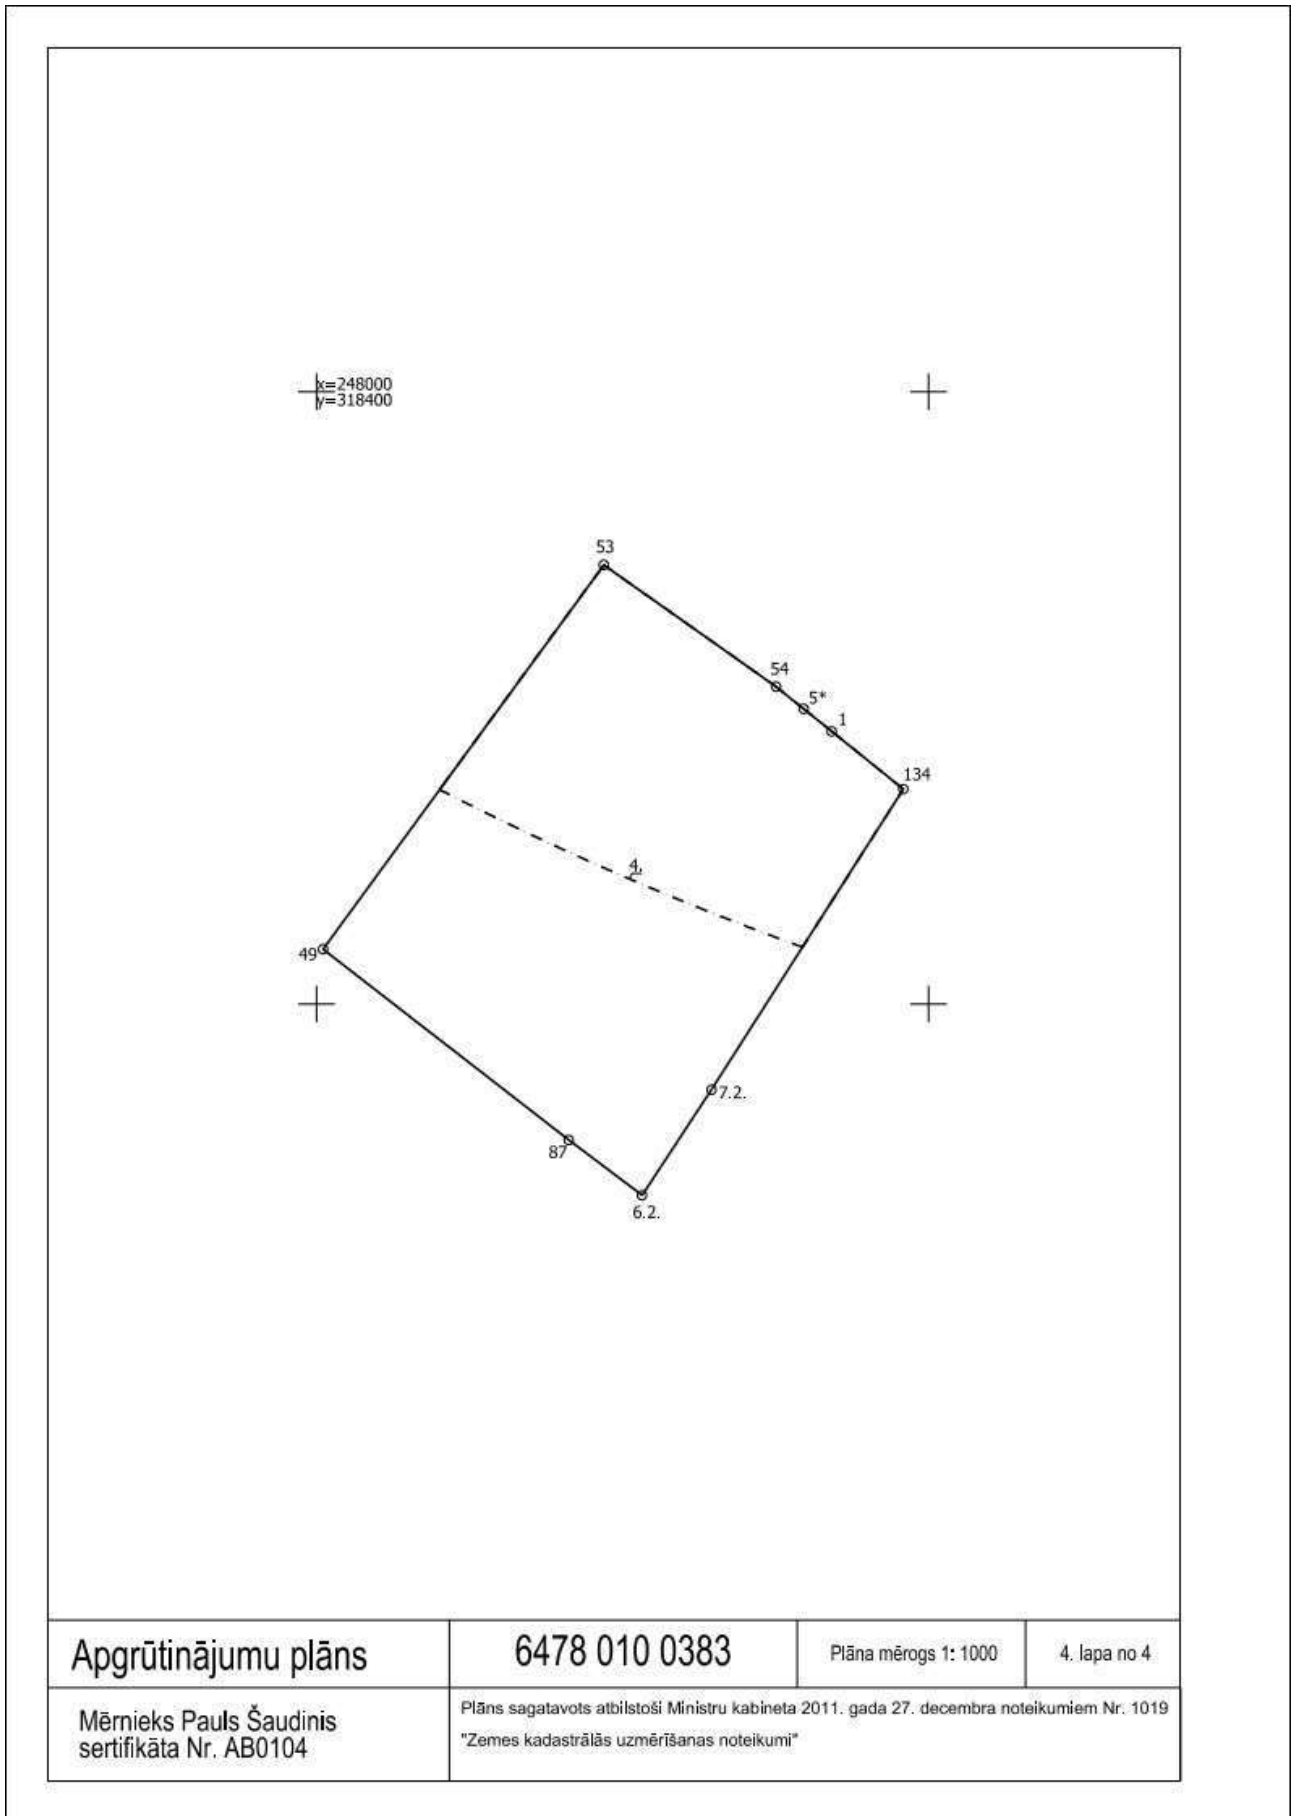 x=248000
y=318400
53
54
5*
1
134
4.
49
7.2.
87
6.2.
Apgrūtinājumu plāns
6478 010 0383
Plāna mērogs 1: 1000
4. lapa no 4
Mērnieks Pauls Šaudinis
sertifikāta Nr. AB0104
Plāns sagatavots atbilstoši Ministru kabineta 2011. gada 27. decembra noteikumiem Nr. 1019
"Zemes kadastrālās uzmērīšanas noteikumi"